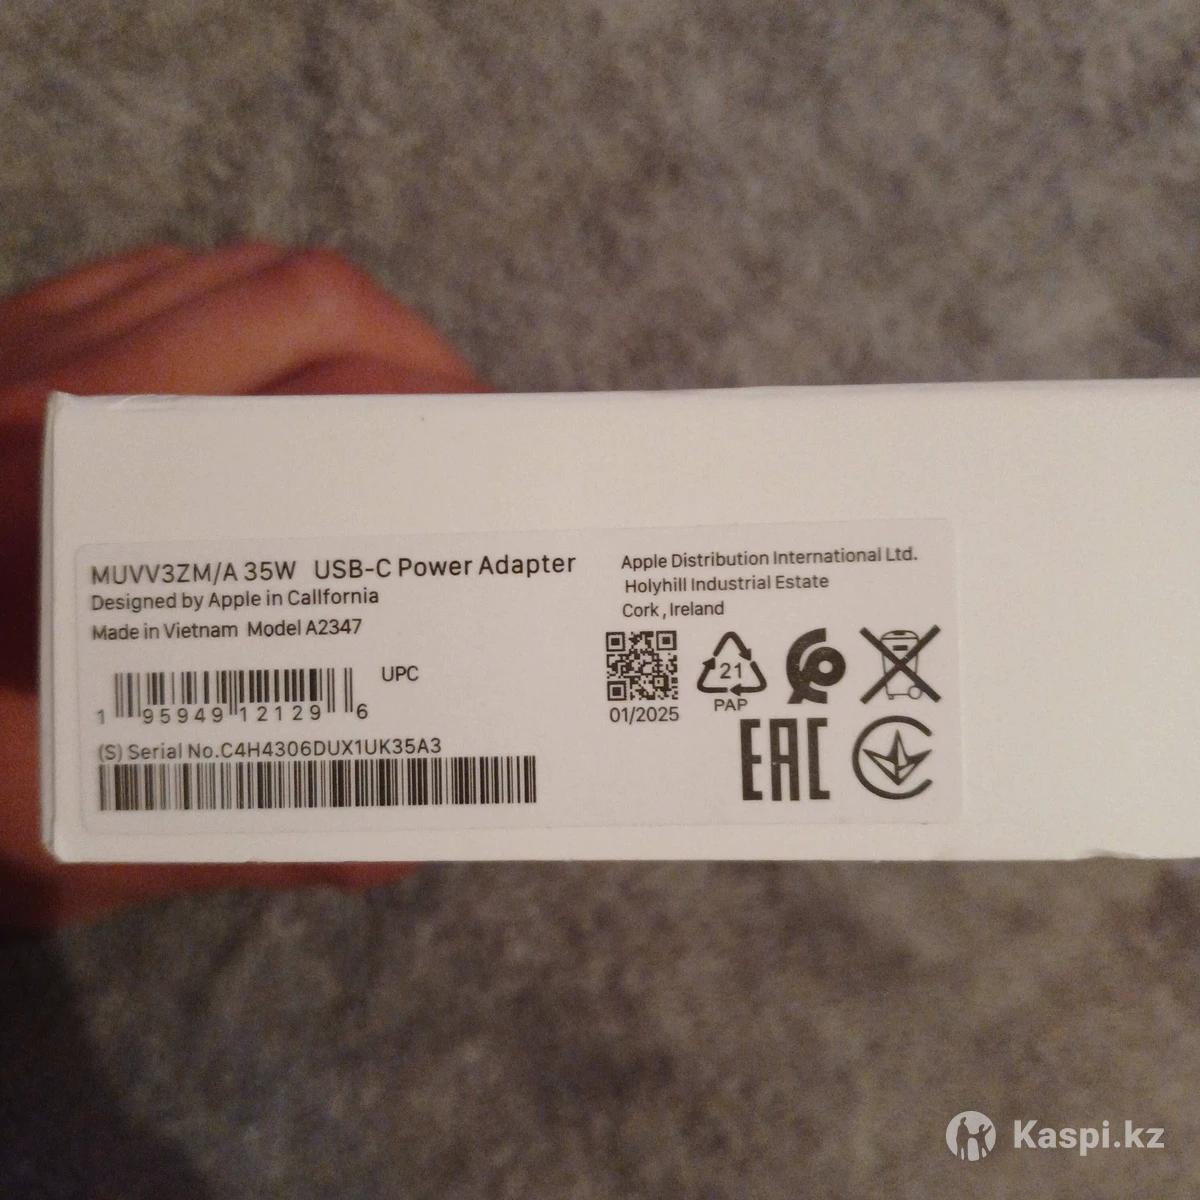 MUVV3ZM/A 35W USB-C Power Adapter
Designed by Apple in Callfornia
Made in Vietnam Model A2347
UPC
1 95949 12129 6
(S) Serial No.C4H4306DUX1UK35A3
Apple Distribution International Ltd.
Holyhill Industrial Estate
Cork , Ireland
21
PAP
01/2025
EAC
Kaspi.kz